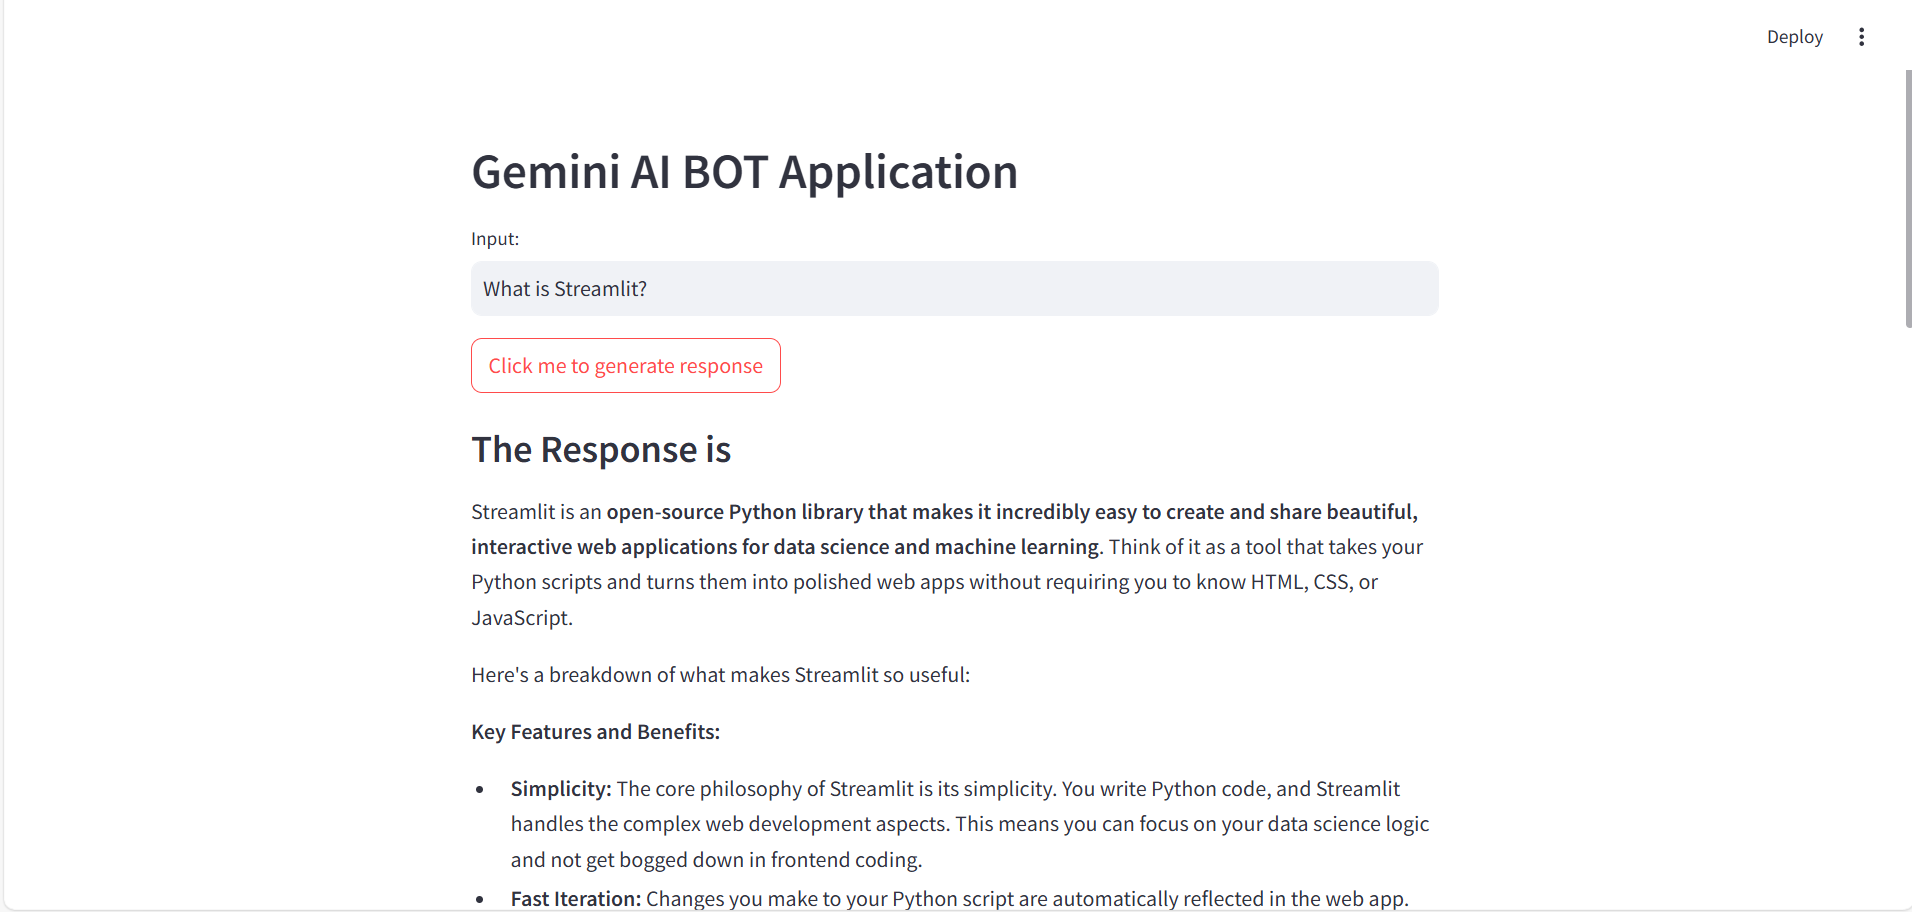 Deploy
Gemini AI BOT Application
Input:
What is Streamlit?
Click me to generate response
The Response is
Streamlit is an open-source Python library that makes it incredibly easy to create and share beautiful,
interactive web applications for data science and machine learning. Think of it as a tool that takes your
Python scripts and turns them into polished web apps without requiring you to know HTML, CSS, or
JavaScript.
Here's a breakdown of what makes Streamlit so useful:
Key Features and Benefits:
• Simplicity: The core philosophy of Streamlit is its simplicity. You write Python code, and Streamlit
handles the complex web development aspects. This means you can focus on your data science logic
and not get bogged down in frontend coding.
• Fast Iteration: Changes you make to your Python script are automatically reflected in the web app.